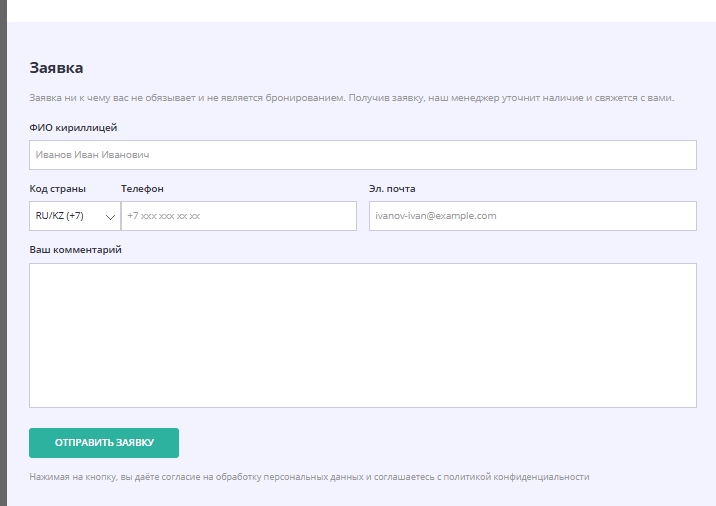 Заявка
Заявка ни к чему вас не обязывает и не является бронированием. Получив заявку, наш менеджер уточнит наличие и свяжется с вами.
ФИО кириллицей
Иванов Иван Иванович
Код страны Телефон Эл. почта
RU/KZ (+7) +7 xxx xxx xx xx ivanov-ivan@example.com
Ваш комментарий
ОТПРАВИТЬ ЗАЯВКУ
Нажимая на кнопку, вы даёте согласие на обработку персональных данных и соглашаетесь с политикой конфиденциальности